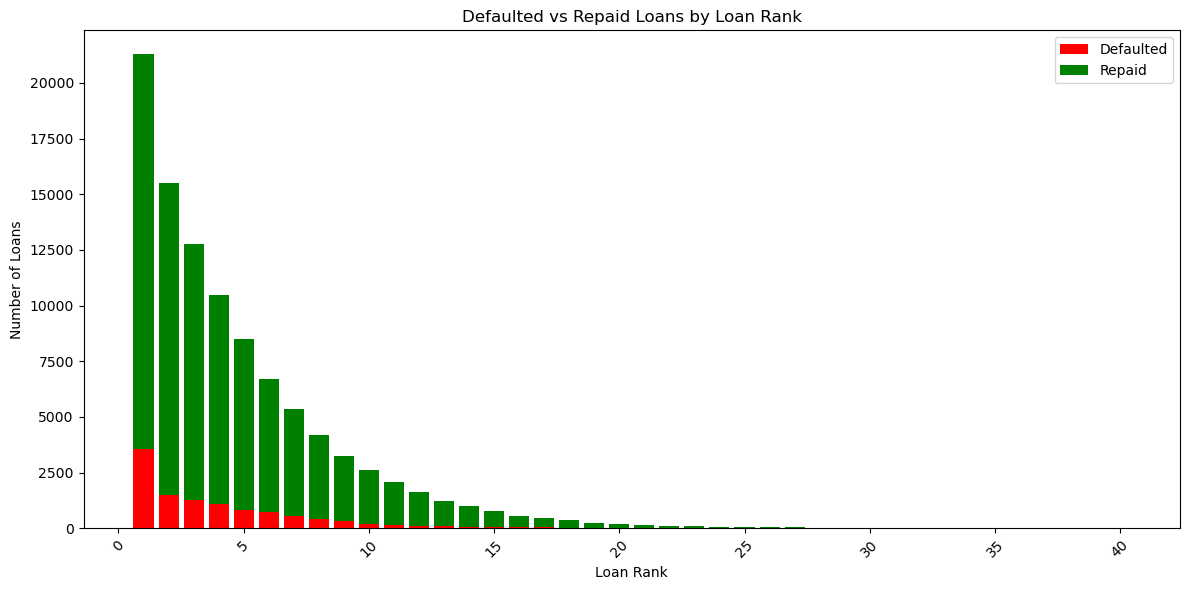 Defaulted vs Repaid Loans by Loan Rank
Defaulted
Repaid
Number of Loans
20000
17500
15000
12500
10000
7500
5000
2500
0
0 5 10 15 20 25 30 35 40
Loan Rank